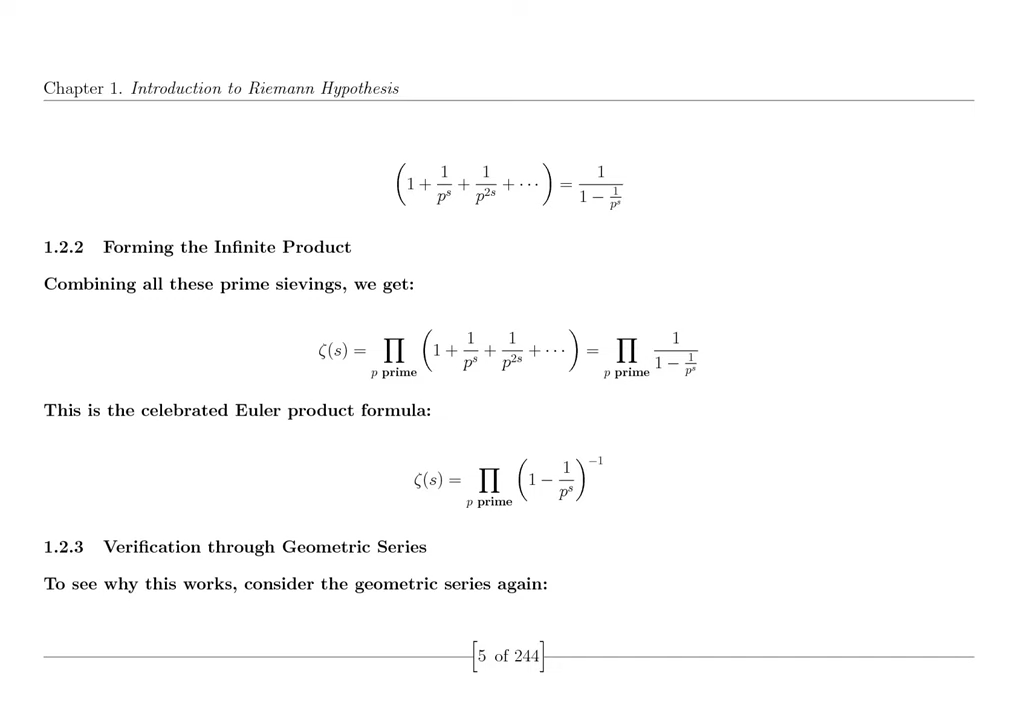 Chapter 1. Introduction to Riemann Hypothesis
(1 + 1/p^s + 1/p^{2s} + ···) = 1/(1 − 1/p^s)
1.2.2 Forming the Infinite Product
Combining all these prime sievings, we get:
ζ(s) = ∏_{p prime} (1 + 1/p^s + 1/p^{2s} + ···) = ∏_{p prime} 1/(1 − 1/p^s)
This is the celebrated Euler product formula:
ζ(s) = ∏_{p prime} (1 − 1/p^s)^{−1}
1.2.3 Verification through Geometric Series
To see why this works, consider the geometric series again:
[5 of 244]